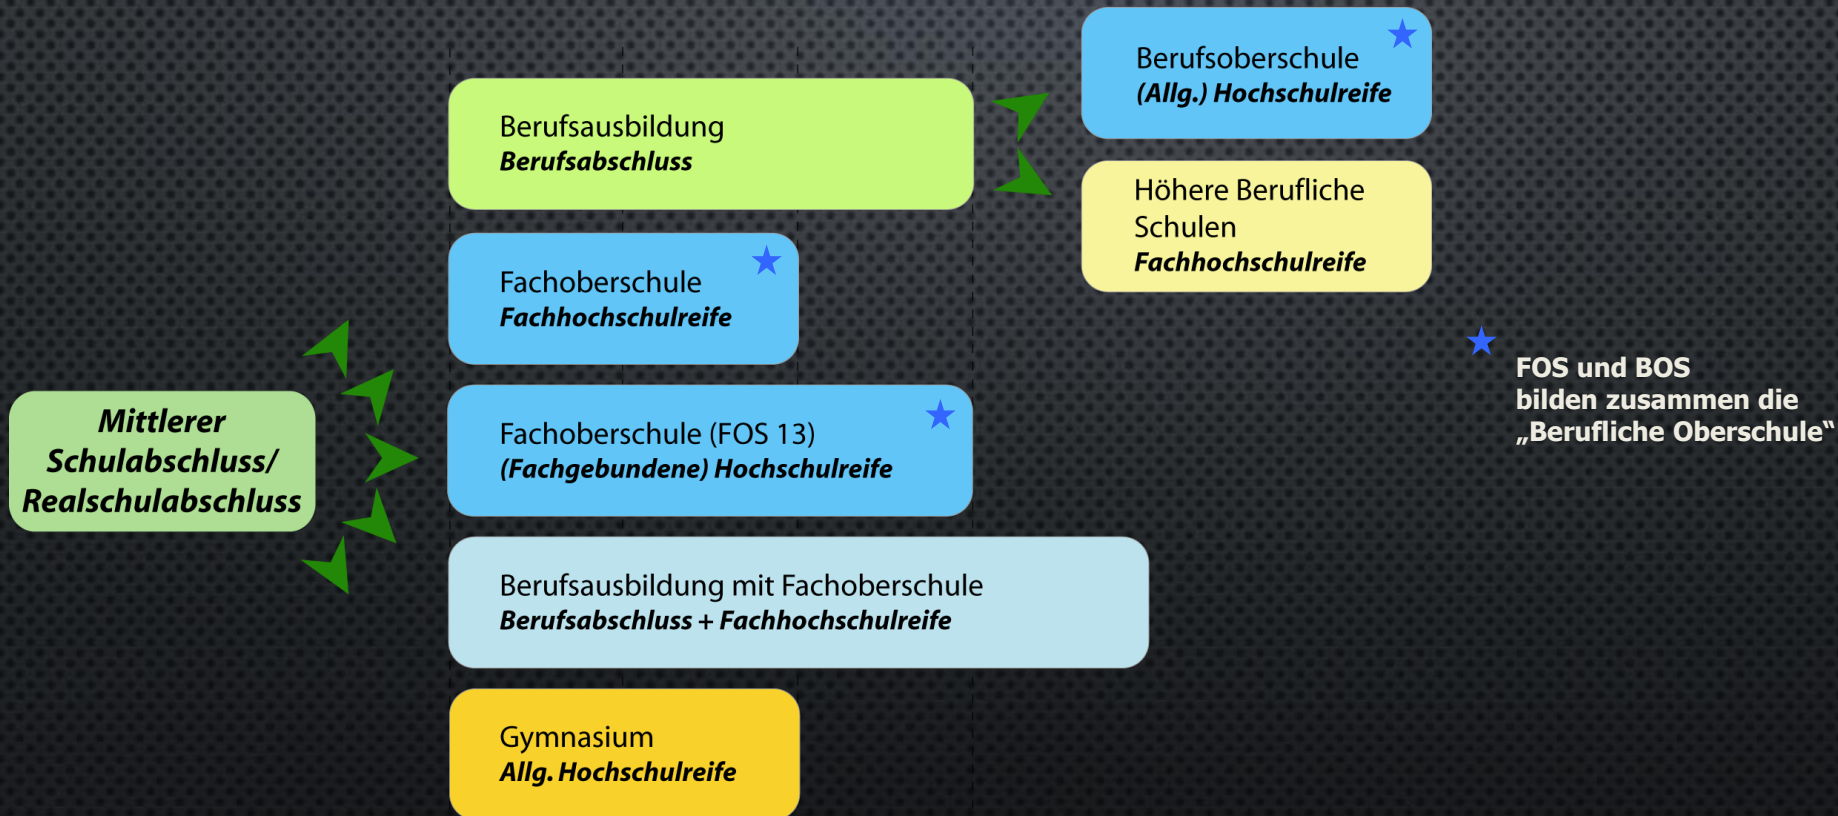 Berufsoberschule
(Allg.) Hochschulreife
Berufsausbildung
Berufsabschluss
Höhere Berufliche
Schulen
Fachhochschulreife
Fachoberschule
Fachhochschulreife
FOS und BOS
bilden zusammen die
„Berufliche Oberschule“
Mittlerer
Schulabschluss/
Realschulabschluss
Fachoberschule (FOS 13)
(Fachgebundene) Hochschulreife
Berufsausbildung mit Fachoberschule
Berufsabschluss + Fachhochschulreife
Gymnasium
Allg. Hochschulreife